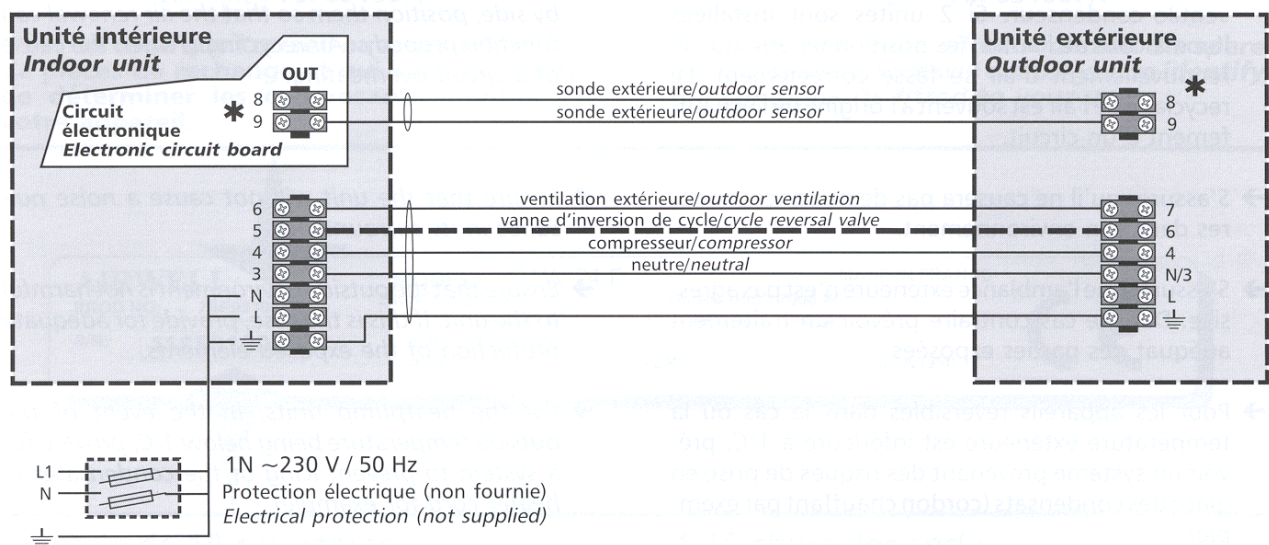 Unité intérieure
Indoor unit
OUT
Circuit
électronique
Electronic circuit board
*
8
9
sonde extérieure/outdoor sensor
sonde extérieure/outdoor sensor
Unité extérieure
Outdoor unit
*
8
9
6
5
4
3
N
L
ventilation extérieure/outdoor ventilation
vanne d'inversion de cycle/cycle reversal valve
compresseur/compressor
neutre/neutral
7
6
4
N/3
L
L1
N
1N ~230 V / 50 Hz
Protection électrique (non fournie)
Electrical protection (not supplied)